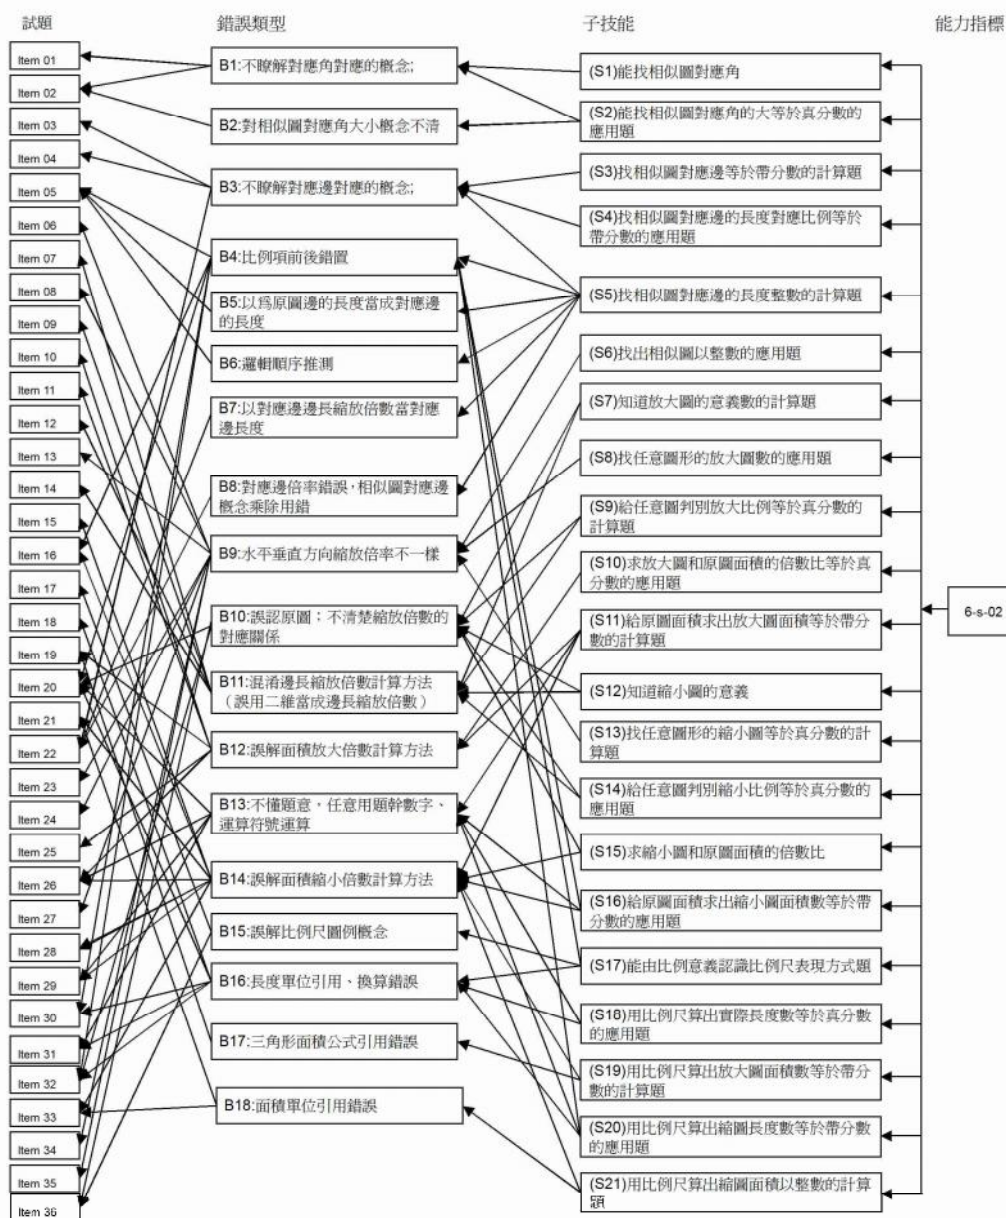 試題
錯誤類型
子技能
能力指標
Item 01
Item 02
Item 03
Item 04
Item 05
Item 06
Item 07
Item 08
Item 09
Item 10
Item 11
Item 12
Item 13
Item 14
Item 15
Item 16
Item 17
Item 18
Item 19
Item 20
Item 21
Item 22
Item 23
Item 24
Item 25
Item 26
Item 27
Item 28
Item 29
Item 30
Item 31
Item 32
Item 33
Item 34
Item 35
Item 36
B1:不瞭解對應角對應的概念;
B2:對相似圖對應角大小概念不清
B3:不瞭解對應邊對應的概念;
B4:比例項前後錯置
B5:以爲原圖邊的長度當成對應邊
的長度
B6:邏輯順序推測
B7:以對應邊邊長縮放倍數當對應
邊長度
B8:對應邊倍率錯誤，相似圖對應邊
概念乘除用錯
B9:水平垂直方向縮放倍率不一樣
B10:誤認原圖；不清楚縮放倍數的
對應關係
B11:混淆邊長縮放倍數計算方法
（誤用二維當成邊長縮放倍數）
B12:誤解面積放大倍數計算方法
B13:不懂題意，任意用題幹數字、
運算符號運算
B14:誤解面積縮小倍數計算方法
B15:誤解比例尺圖例概念
B16:長度單位引用、換算錯誤
B17:三角形面積公式引用錯誤
B18:面積單位引用錯誤
(S1)能找相似圖對應角
(S2)能找相似圖對應角的大等於真分數的
應用題
(S3)找相似圖對應邊等於帶分數的計算題
(S4)找相似圖對應邊的長度對應比例等於
帶分數的應用題
(S5)找相似圖對應邊的長度整數的計算題
(S6)找出相似圖以整數的應用題
(S7)知道放大圖的意義數的計算題
(S8)找任意圖形的放大圖數的應用題
(S9)給任意圖判別放大比例等於真分數的
計算題
(S10)求放大圖和原圖面積的倍數比等於真
分數的應用題
(S11)給原圖面積求出放大圖面積等於帶分
數的計算題
(S12)知道縮小圖的意義
(S13)找任意圖形的縮小圖等於真分數的計
算題
(S14)給任意圖判別縮小比例等於真分數的
應用題
(S15)求縮小圖和原圖面積的倍數比
(S16)給原圖面積求出縮小圖面積數等於帶
分數的應用題
(S17)能由比例意義認識比例尺表現方式題
(S18)用比例尺算出實際長度數等於真分數
的應用題
(S19)用比例尺算出放大圖面積數等於帶分
數的計算題
(S20)用比例尺算出縮圖長度數等於帶分數
的應用題
(S21)用比例尺算出縮圖面積以整數的計算
題
6-s-02